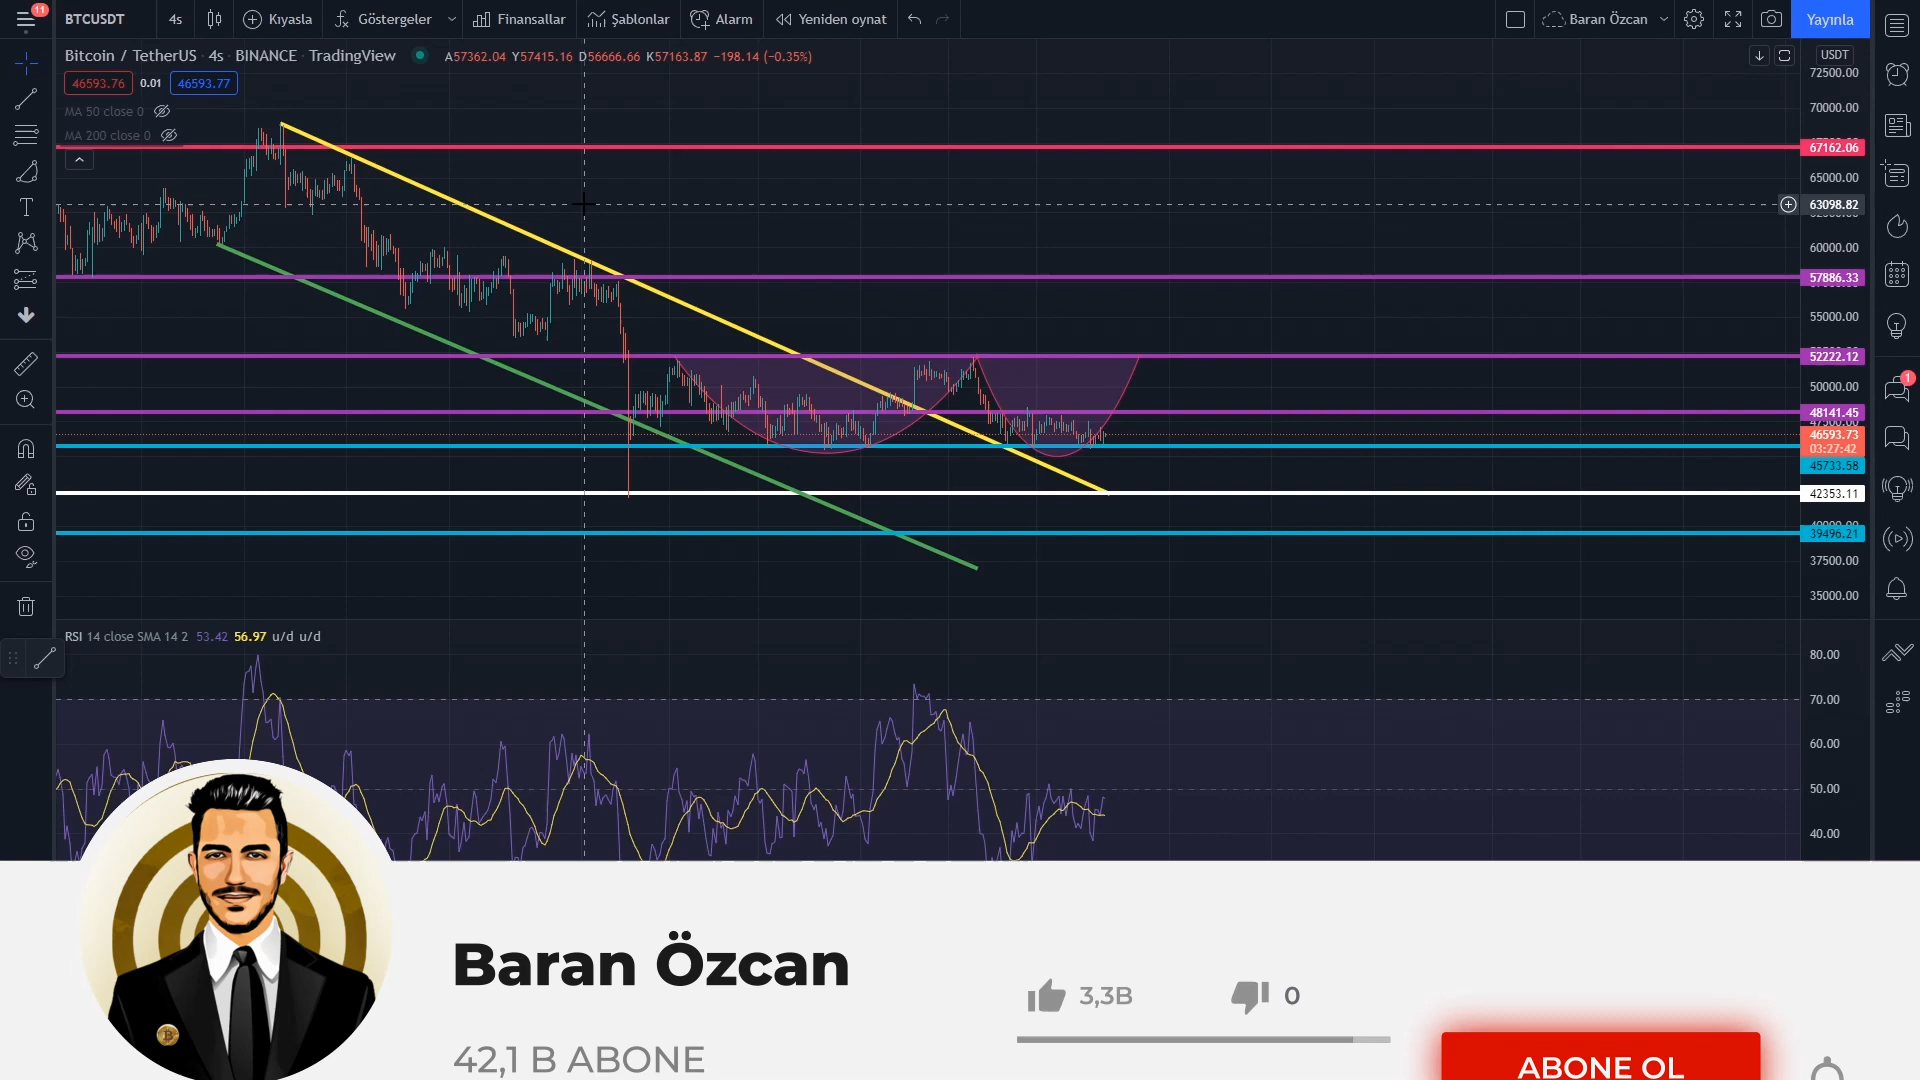 11
BTCUSDT 4s Kıyasla Göstergeler Finansallar Şablonlar Alarm Yeniden oynat Baran Özcan Yayınla
Bitcoin / TetherUS · 4s · BINANCE · TradingView A57362.04 Y57415.16 D56666.66 K57163.87 −198.14 (−0.35%)
46593.76 0.01 46593.77
MA 50 close 0
MA 200 close 0
USDT
72500.00
70000.00
67162.06
65000.00
63098.82
60000.00
57886.33
55000.00
52222.12
50000.00
48141.45
46593.73
03:27:42
45733.58
42353.11
39496.21
37500.00
35000.00
1
T
RSI 14 close SMA 14 2 53.42 56.97 u/d u/d
80.00
70.00
60.00
50.00
40.00
Baran Özcan
42,1 B ABONE
3,3B
0
ABONE OL